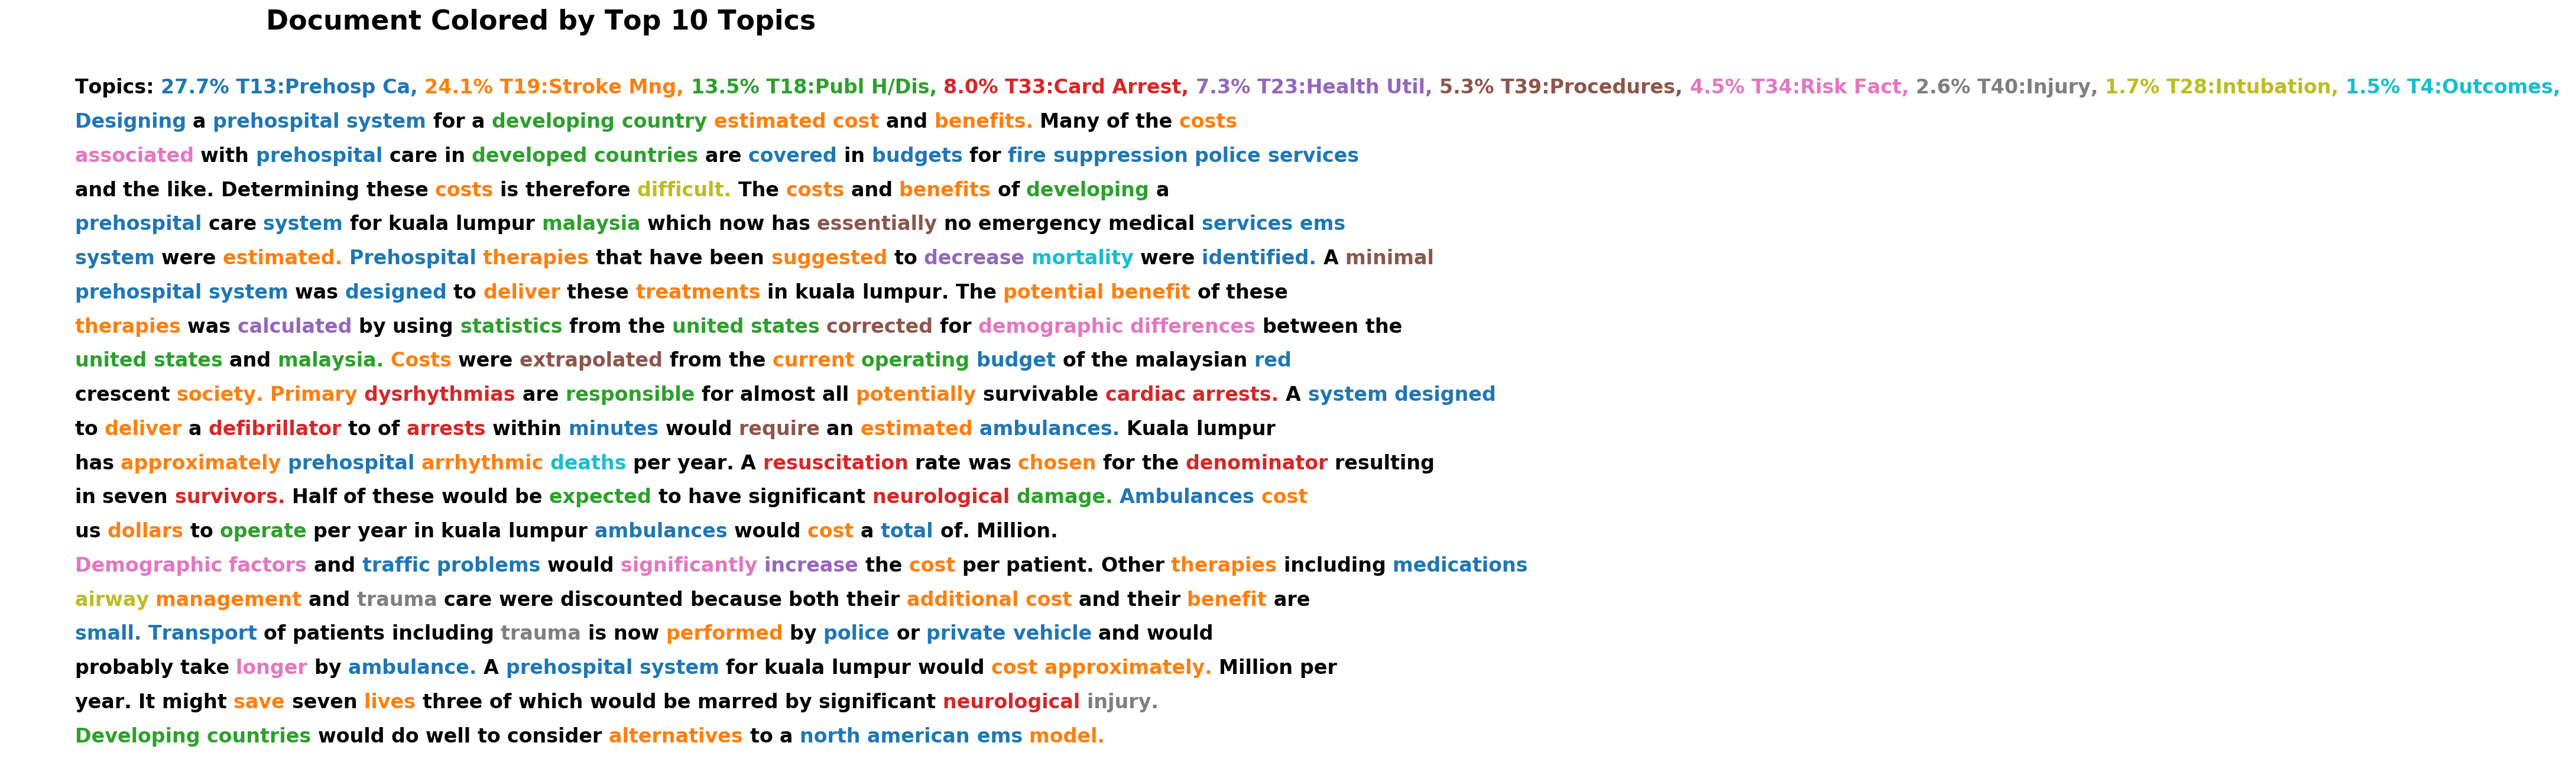 Document Colored by Top 10 Topics
Topics: 27.7% T13:Prehosp Ca, 24.1% T19:Stroke Mng, 13.5% T18:Publ H/Dis, 8.0% T33:Card Arrest, 7.3% T23:Health Util, 5.3% T39:Procedures, 4.5% T34:Risk Fact, 2.6% T40:Injury, 1.7% T28:Intubation, 1.5% T4:Outcomes,
Designing a prehospital system for a developing country estimated cost and benefits. Many of the costs
associated with prehospital care in developed countries are covered in budgets for fire suppression police services
and the like. Determining these costs is therefore difficult. The costs and benefits of developing a
prehospital care system for kuala lumpur malaysia which now has essentially no emergency medical services ems
system were estimated. Prehospital therapies that have been suggested to decrease mortality were identified. A minimal
prehospital system was designed to deliver these treatments in kuala lumpur. The potential benefit of these
therapies was calculated by using statistics from the united states corrected for demographic differences between the
united states and malaysia. Costs were extrapolated from the current operating budget of the malaysian red
crescent society. Primary dysrhythmias are responsible for almost all potentially survivable cardiac arrests. A system designed
to deliver a defibrillator to of arrests within minutes would require an estimated ambulances. Kuala lumpur
has approximately prehospital arrhythmic deaths per year. A resuscitation rate was chosen for the denominator resulting
in seven survivors. Half of these would be expected to have significant neurological damage. Ambulances cost
us dollars to operate per year in kuala lumpur ambulances would cost a total of. Million.
Demographic factors and traffic problems would significantly increase the cost per patient. Other therapies including medications
airway management and trauma care were discounted because both their additional cost and their benefit are
small. Transport of patients including trauma is now performed by police or private vehicle and would
probably take longer by ambulance. A prehospital system for kuala lumpur would cost approximately. Million per
year. It might save seven lives three of which would be marred by significant neurological injury.
Developing countries would do well to consider alternatives to a north american ems model.